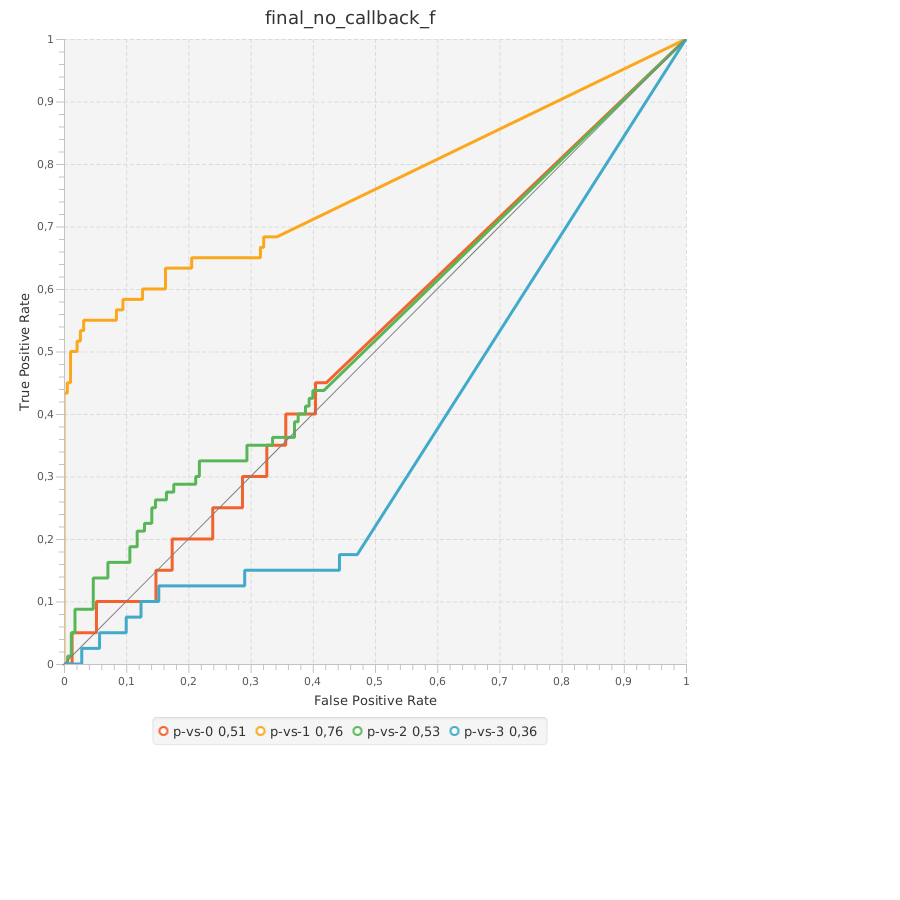 final_no_callback_f
1
0,9
0,8
0,7
0,6
0,5
0,4
0,3
0,2
0,1
0
True Positive Rate
0 0,1 0,2 0,3 0,4 0,5 0,6 0,7 0,8 0,9 1
False Positive Rate
p-vs-0 0,51 p-vs-1 0,76 p-vs-2 0,53 p-vs-3 0,36